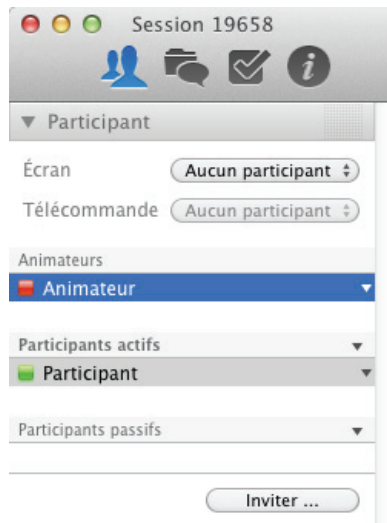 Session 19658
Participant
Écran Aucun participant
Télécommande Aucun participant
Animateurs
Animateur
Participants actifs
Participant
Participants passifs
Inviter ...